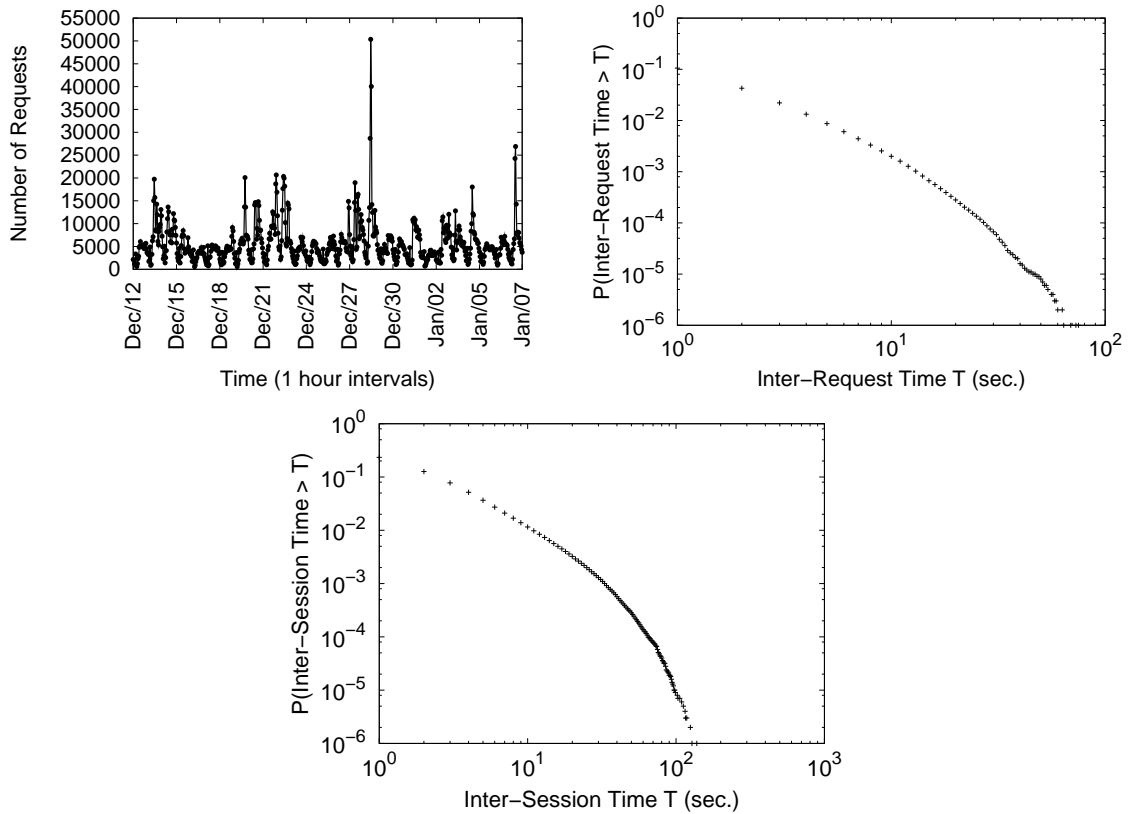 55000
50000
45000
40000
35000
30000
25000
20000
15000
10000
5000
0
Number of Requests
Dec/12
Dec/15
Dec/18
Dec/21
Dec/24
Dec/27
Dec/30
Jan/02
Jan/05
Jan/07
Time (1 hour intervals)
10^0
10^−1
10^−2
10^−3
10^−4
10^−5
10^−6
P(Inter−Request Time > T)
10^0 10^1 10^2
Inter−Request Time T (sec.)
10^0
10^−1
10^−2
10^−3
10^−4
10^−5
10^−6
P(Inter−Session Time > T)
10^0 10^1 10^2 10^3
Inter−Session Time T (sec.)